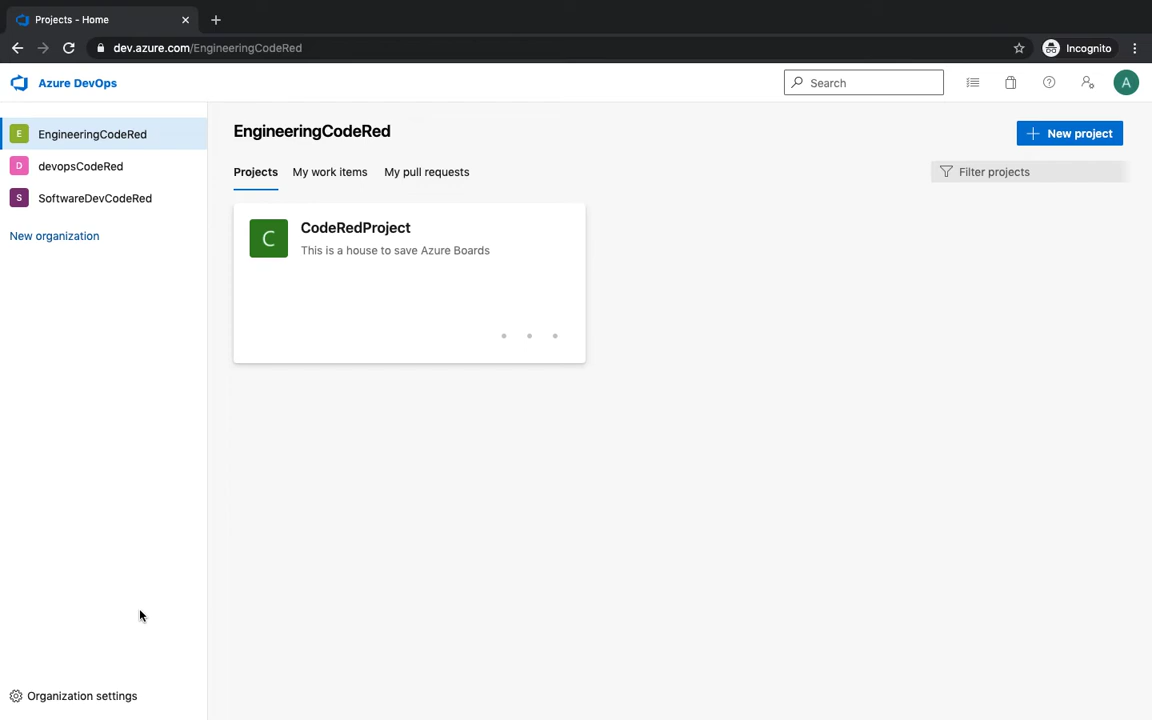 Projects - Home
dev.azure.com/EngineeringCodeRed
Incognito
Azure DevOps
Search
A
E EngineeringCodeRed
D devopsCodeRed
S SoftwareDevCodeRed
New organization
EngineeringCodeRed
New project
Projects My work items My pull requests
Filter projects
C
CodeRedProject
This is a house to save Azure Boards
Organization settings